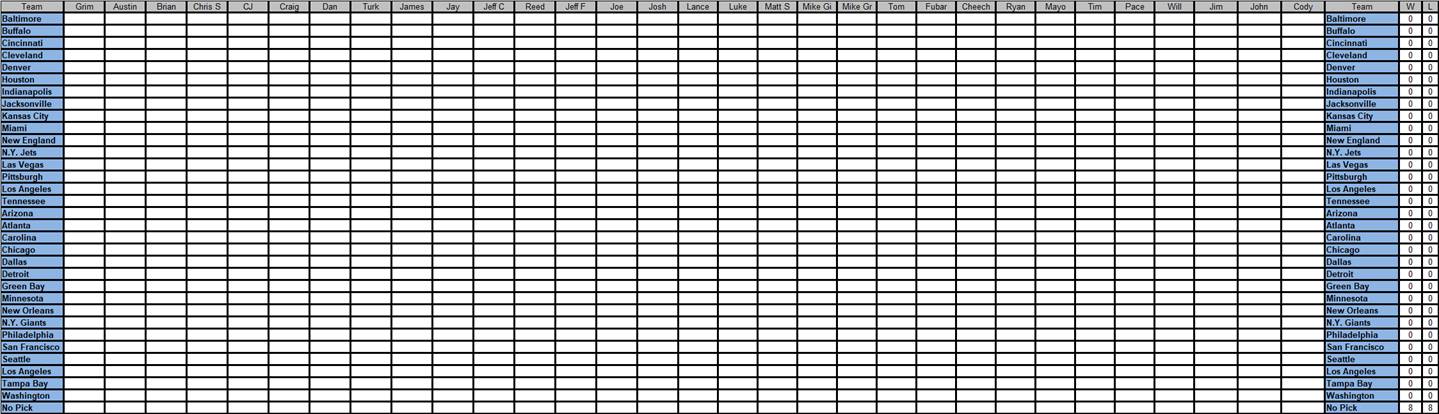 Team Grim Austin Brian Chris S CJ Craig Dan Turk James Jay Jeff C Reed Jeff F Joe Josh Lance Luke Matt S Mike Gi Mike Gr Tom Fubar Cheech Ryan Mayo Tim Pace Will Jim John Cody Team W L
Baltimore Baltimore 0 0
Buffalo Buffalo 0 0
Cincinnati Cincinnati 0 0
Cleveland Cleveland 0 0
Denver Denver 0 0
Houston Houston 0 0
Indianapolis Indianapolis 0 0
Jacksonville Jacksonville 0 0
Kansas City Kansas City 0 0
Miami Miami 0 0
New England New England 0 0
N.Y. Jets N.Y. Jets 0 0
Las Vegas Las Vegas 0 0
Pittsburgh Pittsburgh 0 0
Los Angeles Los Angeles 0 0
Tennessee Tennessee 0 0
Arizona Arizona 0 0
Atlanta Atlanta 0 0
Carolina Carolina 0 0
Chicago Chicago 0 0
Dallas Dallas 0 0
Detroit Detroit 0 0
Green Bay Green Bay 0 0
Minnesota Minnesota 0 0
New Orleans New Orleans 0 0
N.Y. Giants N.Y. Giants 0 0
Philadelphia Philadelphia 0 0
San Francisco San Francisco 0 0
Seattle Seattle 0 0
Los Angeles Los Angeles 0 0
Tampa Bay Tampa Bay 0 0
Washington Washington 0 0
No Pick No Pick 8 8